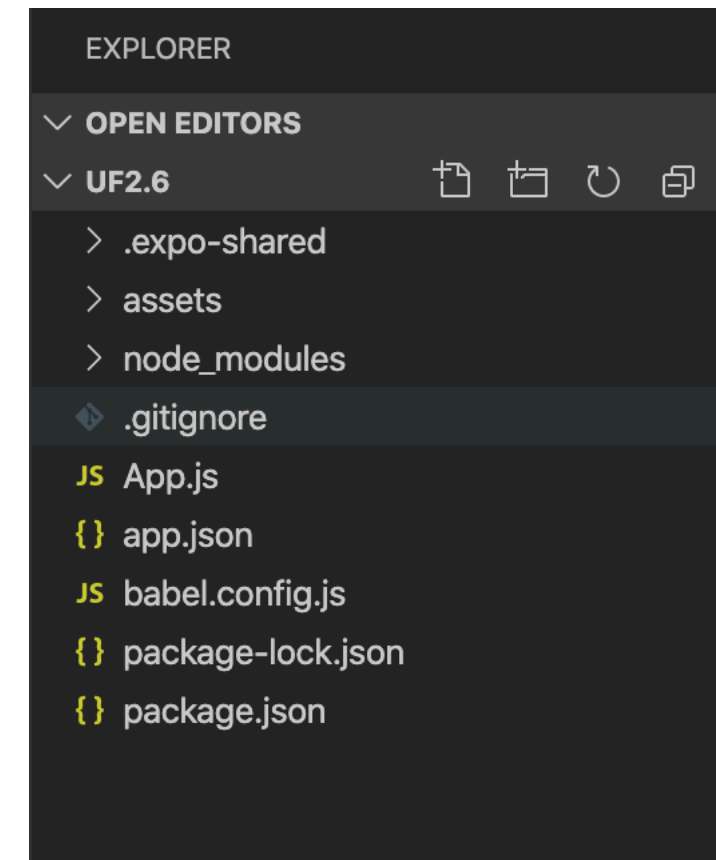 EXPLORER
OPEN EDITORS
UF2.6
.expo-shared
assets
node_modules
.gitignore
JS App.js
{} app.json
JS babel.config.js
{} package-lock.json
{} package.json